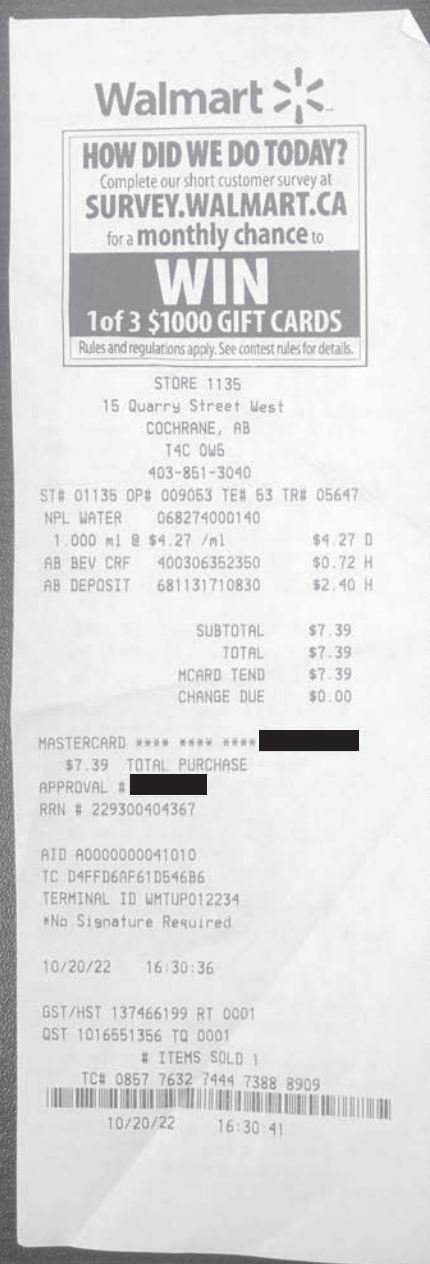 Walmart
HOW DID WE DO TODAY?
Complete our short customer survey at
SURVEY.WALMART.CA
for a monthly chance to
WIN
1 of 3 $1000 GIFT CARDS
Rules and regulations apply. See contest rules for details.
STORE 1135
15 Quarry Street West
COCHRANE, AB
T4C 0W5
403-851-3040
ST# 01135 OP# 009053 TE# 53 TR# 05647
NPL WATER 068274000140
1.000 ml @ $4.27 /ml $4.27 D
AB BEV CRF 400306352350 $0.72 H
AB DEPOSIT 681131710830 $2.40 H
SUBTOTAL $7.39
TOTAL $7.39
MCARD TEND $7.39
CHANGE DUE $0.00
MASTERCARD **** **** ****
$7.39 TOTAL PURCHASE
APPROVAL #
RRN # 229300404367
AID A0000000041010
TC D4FFD6AF61D546B6
TERMINAL ID WMTUP012234
*No Signature Required
10/20/22 16:30:36
GST/HST 137466199 RT 0001
QST 1016551356 TQ 0001
# ITEMS SOLD 1
TC# 0857 7632 7444 7388 8909
10/20/22 16:30:41